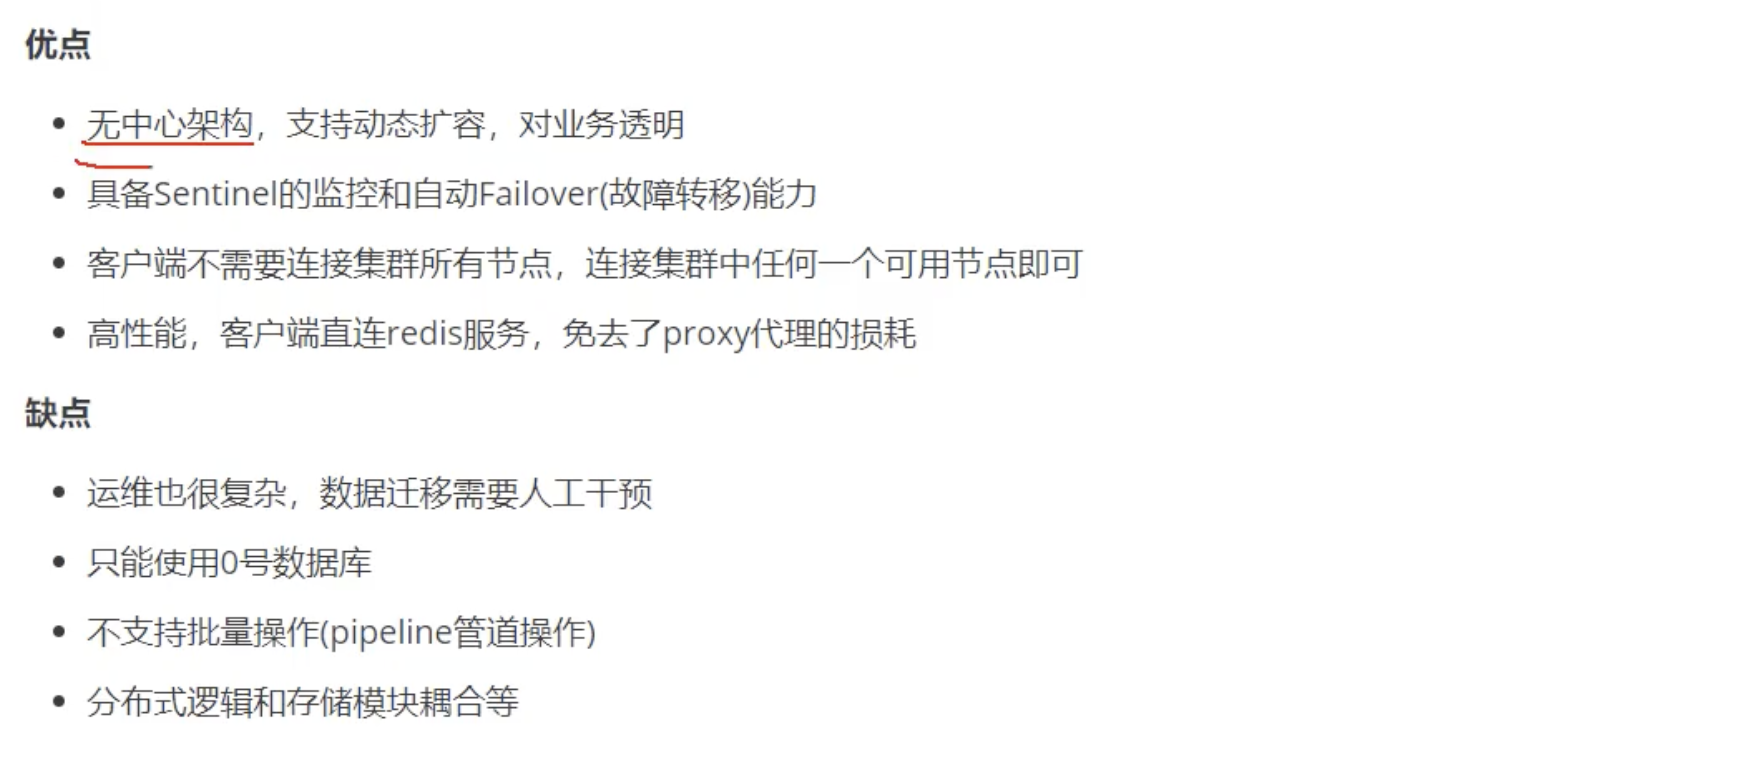 优点
无中心架构，支持动态扩容，对业务透明
具备Sentinel的监控和自动Failover(故障转移)能力
客户端不需要连接集群所有节点，连接集群中任何一个可用节点即可
高性能，客户端直连redis服务，免去了proxy代理的损耗
缺点
运维也很复杂，数据迁移需要人工干预
只能使用0号数据库
不支持批量操作(pipeline管道操作)
分布式逻辑和存储模块耦合等